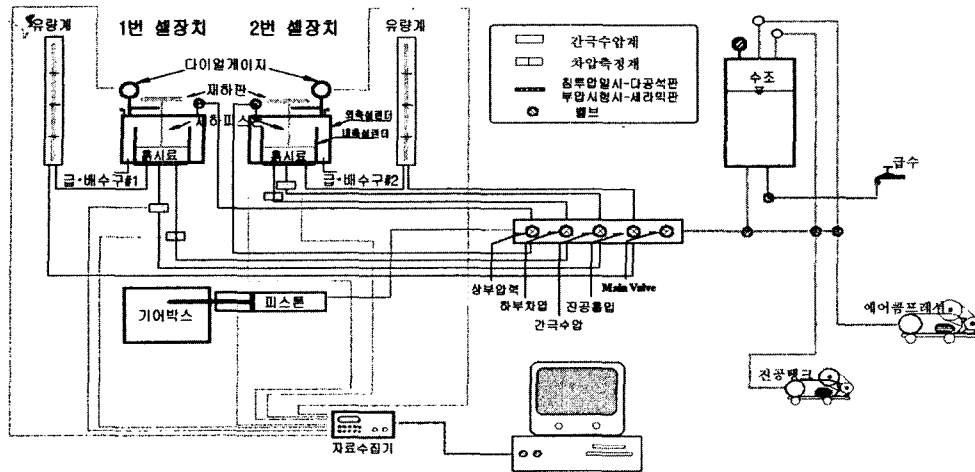 유량계
1번 셀장치
2번 셀장치
유량계
다이얼게이지
재하판
재하피스톤
외측실린더
내측실린더
흙시료
흙시료
급·배수구#1
급·배수구#2
간극수압계
차압측정계
침투압일시-다공석판
부압시험시-세라믹판
밸브
수조
급수
상부압력
하부차압
간극수압
진공흡입
Main Valve
기어박스
피스톤
에어콤프레셔
진공탱크
자료수집기